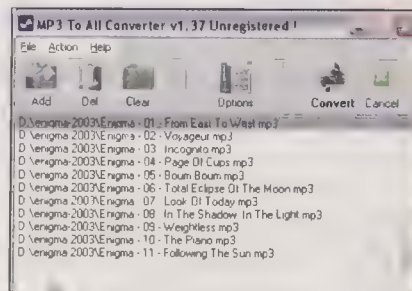 MP3 To All Converter v1.37 Unregistered !
File Action Help
Add Del Clear Options Convert Cancel
D:\enigma-2003\Enigma - 01 - From East To West.mp3
D:\enigma-2003\Enigma - 02 - Voyageur.mp3
D:\enigma-2003\Enigma - 03 - Incognito.mp3
D:\enigma-2003\Enigma - 04 - Page Of Cups.mp3
D:\enigma-2003\Enigma - 05 - Boum Boum.mp3
D:\enigma-2003\Enigma - 06 - Total Eclipse Of The Moon.mp3
D:\enigma-2003\Enigma - 07 - Look Of Today.mp3
D:\enigma-2003\Enigma - 08 - In The Shadow In The Light.mp3
D:\enigma-2003\Enigma - 09 - Weightless.mp3
D:\enigma-2003\Enigma - 10 - The Piano.mp3
D:\enigma-2003\Enigma - 11 - Following The Sun.mp3